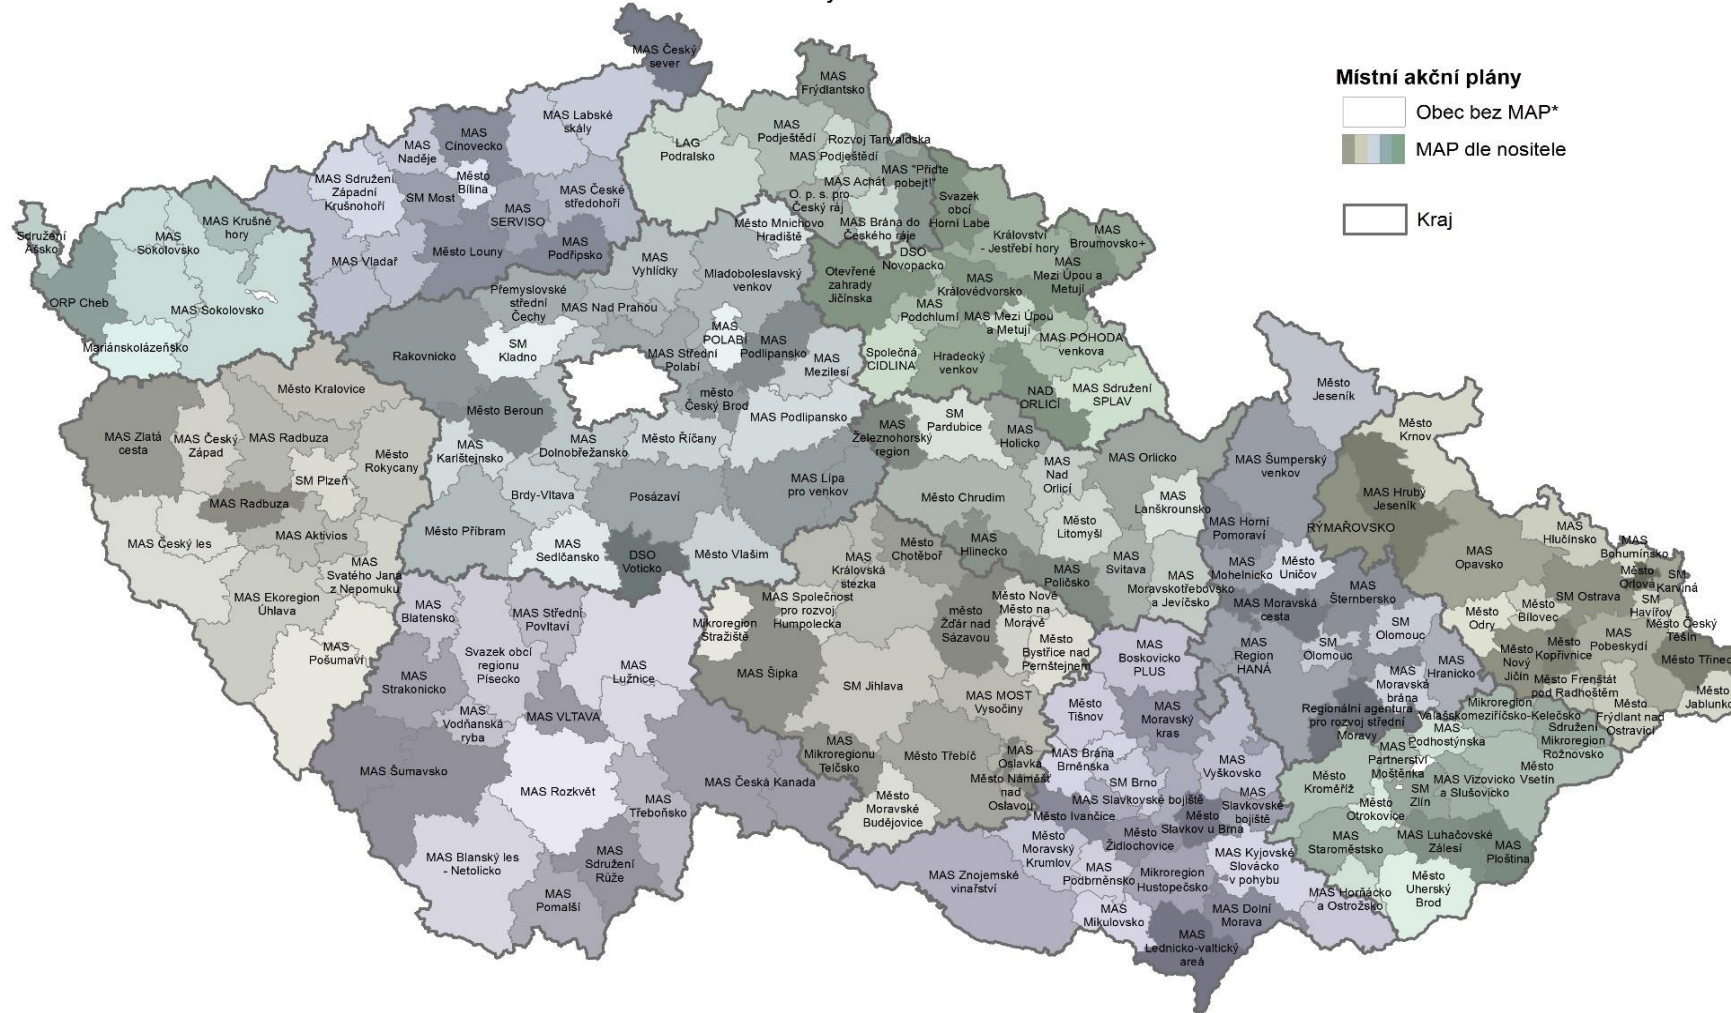 Místní akční plány
Obec bez MAP*
MAP dle nositele
Kraj
MAS Český
sever
MAS
Frýdlantsko
MAS Labské
skály
MAS
Cínovecko
MAS
Naděje
Město
Bílina
MAS Sdružení
Západní
Krušnohoří
SM Most
MAS
SERVISO
MAS České
středohoří
Město Louny
MAS
Podřipsko
MAS Vladař
LAG
Podralsko
MAS
Podještědí
Rozvoj Tanvaldska
MAS Podještědí
MAS Achát
MAS "Přiďte
pobejt!"
O. p. s. pro
Český ráj
MAS Brána do
Českého ráje
Město Mnichovo
Hradiště
Sdružení
Ašsko
MAS
Sokolovsko
MAS Krušné
hory
ORP Cheb
MAS Sokolovsko
Mariánskolázeňsko
Svazek
obcí
Horní Labe
Království
- Jestřebí hory
MAS
Broumovsko+
DSO
Novopacko
MAS
Mezi Úpou a
Metují
Otevřené
zahrady
Jičínska
MAS
Královédvorsko
MAS
Podchlumí
MAS Mezi Úpou
a Metují
MAS POHODA
venkova
Společná
CIDLINA
Hradecký
venkov
NAD
ORLICÍ
MAS Sdružení
SPLAV
MAS
Vyhlídky
Mladoboleslavský
venkov
Přemyslovské
střední
Čechy
MAS Nad Prahou
Rakovnicko
SM
Kladno
MAS
POLABÍ
MAS
Podlipansko
MAS Střední
Polabí
MAS
Mezilesí
město
Český Brod
Město Beroun
MAS Podlipansko
MAS
Karlštejnsko
MAS
Dolnobřežansko
Město Říčany
Brdy-Vltava
Posázaví
MAS Lípa
pro venkov
Město Příbram
MAS
Sedlčansko
DSO
Voticko
Město Vlašim
Město Kralovice
MAS Zlatá
cesta
MAS Český
Západ
MAS Radbuza
Město
Rokycany
SM Plzeň
MAS Radbuza
MAS Český les
MAS Aktivios
MAS
Svatého Jana
z Nepomuku
MAS Ekoregion
Úhlava
MAS
Pošumaví
MAS
Železnohorský
region
SM
Pardubice
MAS
Holicko
MAS
Nad
Orlicí
MAS Orlicko
Město Chrudim
MAS
Lanškrounsko
Město
Litomyšl
MAS
Hlinecko
MAS
Poličsko
MAS
Svitava
MAS
Moravskotřebovsko
a Jevíčsko
Město
Chotěboř
MAS
Královská
stezka
MAS Společnost
pro rozvoj
Humpolecka
Mikroregion
Stražiště
město
Žďár nad
Sázavou
Město Nové
Město na
Moravě
Město
Bystřice nad
Pernštejnem
MAS Šipka
SM Jihlava
MAS MOST
Vysočiny
MAS
Mikroregionu
Telčsko
Město Třebíč
MAS
Oslavka
Město Náměšť
nad
Oslavou
Město
Moravské
Budějovice
MAS
Blatensko
MAS Střední
Povltaví
Svazek obcí
regionu
Písecko
MAS
Lužnice
MAS
Strakonicko
MAS
Vodňanská
ryba
MAS VLTAVA
MAS Šumavsko
MAS Rozkvět
MAS
Třeboňsko
MAS Česká Kanada
MAS Blanský les
- Netolicko
MAS
Sdružení
Růže
MAS
Pomalší
MAS
Boskovicko
PLUS
Město
Tišnov
MAS
Moravský
kras
MAS Brána
Brněnska
SM Brno
MAS
Vyškovsko
MAS Slavkovské bojiště
MAS
Slavkovské
bojiště
Město Ivančice
Město
Slavkov u Brna
Město
Moravský
Krumlov
Město
Židlochovice
MAS
Podbrněnsko
MAS Kyjovské
Slovácko
v pohybu
Mikroregion
Hustopečsko
MAS Znojemské
vinařství
MAS
Mikulovsko
MAS Dolní
Morava
MAS Horňácko
a Ostrožsko
MAS
Lednicko-valtický
areá
Město
Jeseník
MAS Šumperský
venkov
MAS Horní
Pomoraví
MAS
Mohelnicko
Město
Uničov
MAS
Šternbersko
MAS Moravská
cesta
MAS
Region
HANÁ
SM
Olomouc
SM
Olomouc
MAS
Hranicko
MAS
Moravská
brána
Regionální agentura
pro rozvoj střední
Moravy
Město
Krnov
MAS Hrubý
Jeseník
RÝMAŘOVSKO
MAS
Opavsko
MAS
Hlučínsko
MAS
Bohumínsko
Město
Orlová
SM
Karviná
SM Ostrava
SM
Havířov
Město
Odry
Město
Bílovec
Město Český
Těšín
Město
Kopřivnice
MAS
Pobeskydí
Město Třinec
Město
Nový
Jičín
Město Frenštát
pod Radhoštěm
Město
Frýdlant nad
Ostravicí
Město
Jablunko
Mikroregion
Valašskomeziříčsko-Kelečsko
Sdružení
Mikroregion
Rožnovsko
MAS
Podhostýnska
MAS
Partnerství
Moštěnka
Město
Vsetín
Město
Kroměříž
MAS Vizovicko
a Slušovicko
SM
Zlín
Město
Otrokovice
MAS
Staroměstsko
MAS Luhačovské
Zálesí
MAS
Ploština
Město
Uherský
Brod